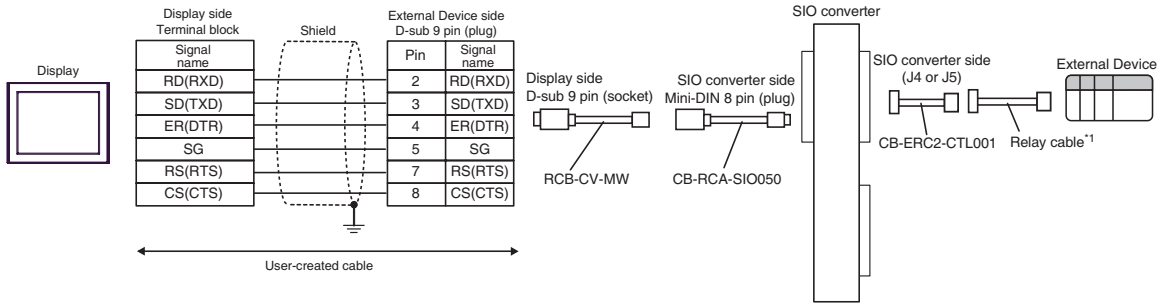 Display
Display side
Terminal block
Shield
External Device side
D-sub 9 pin (plug)
Signal
name
Pin
Signal
name
RD(RXD)
2
RD(RXD)
SD(TXD)
3
SD(TXD)
ER(DTR)
4
ER(DTR)
SG
5
SG
RS(RTS)
7
RS(RTS)
CS(CTS)
8
CS(CTS)
User-created cable
Display side
D-sub 9 pin (socket)
RCB-CV-MW
SIO converter side
Mini-DIN 8 pin (plug)
CB-RCA-SIO050
SIO converter
SIO converter side
(J4 or J5)
CB-ERC2-CTL001
Relay cable*1
External Device